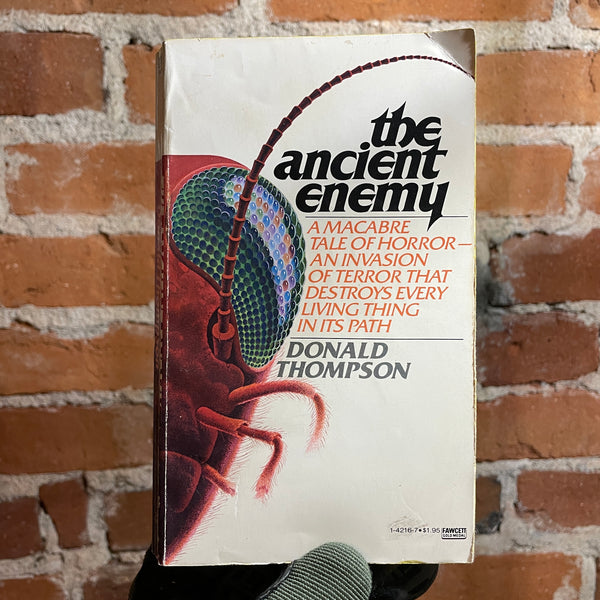 the
ancient
enemy
A MACABRE
TALE OF HORROR—
AN INVASION
OF TERROR THAT
DESTROYS EVERY
LIVING THING
IN ITS PATH
DONALD
THOMPSON
1-4216-7 • $1.95 FAWCETT
GOLD MEDAL